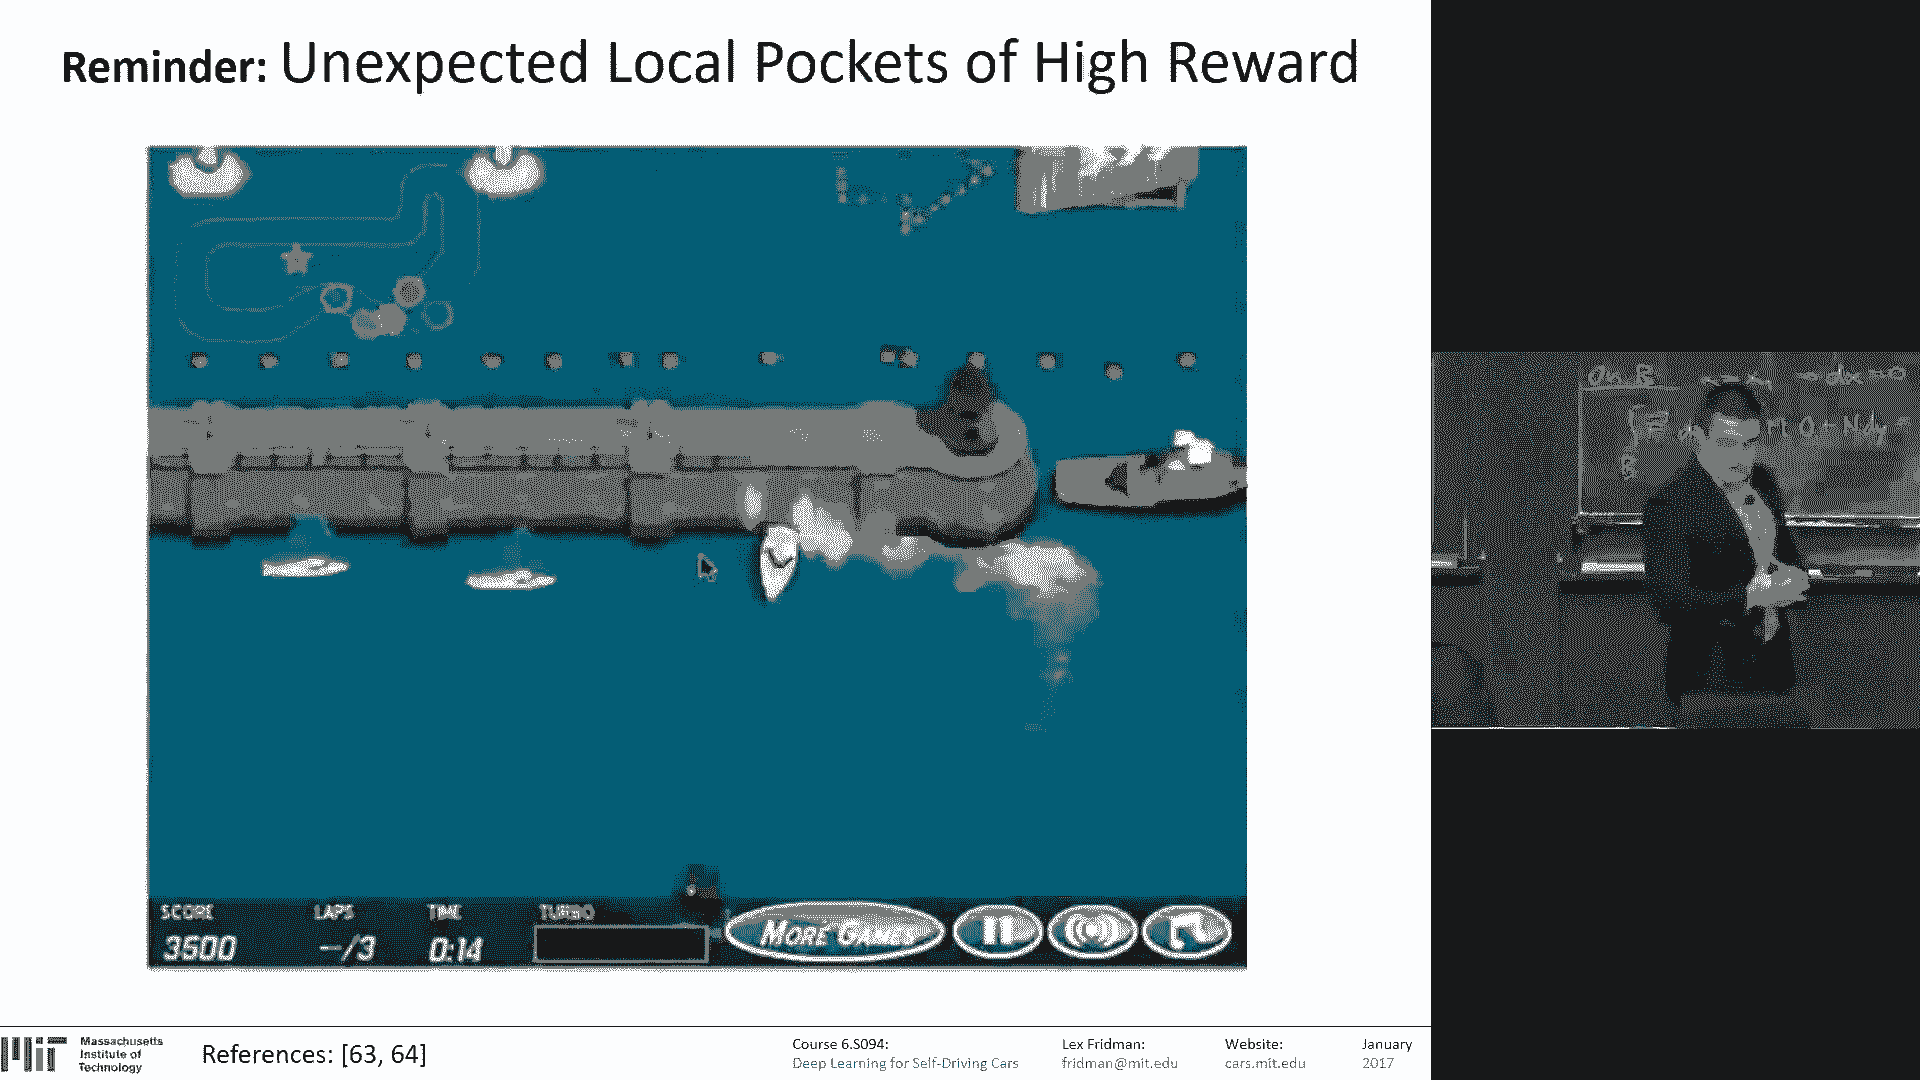 Reminder: Unexpected Local Pockets of High Reward
SCORE
LAPS
TIME
TURBO
3500
-/3
0:14
MORE GAMES
MIT
Massachusetts
Institute of
Technology
References: [63, 64]
Course 6.S094:
Deep Learning for Self-Driving Cars
Lex Fridman:
fridman@mit.edu
Website:
cars.mit.edu
January
2017